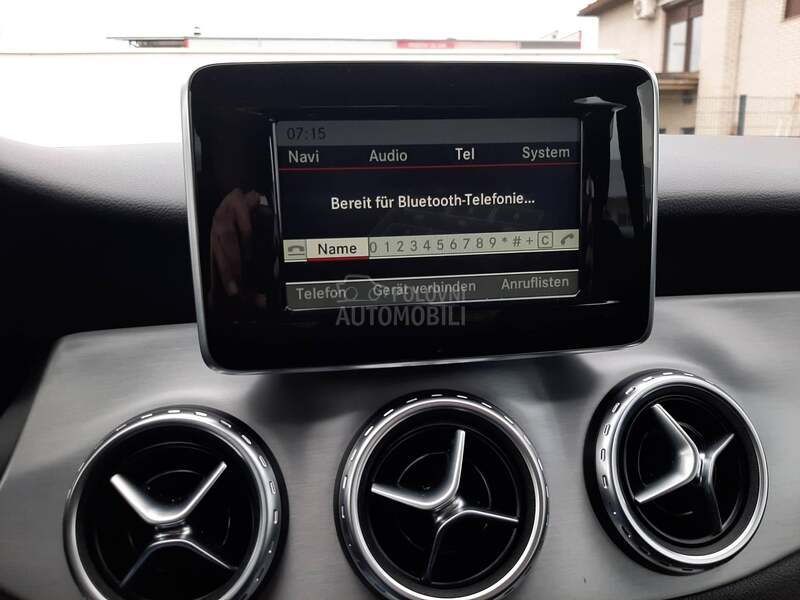 07:15
Navi Audio Tel System
Bereit für Bluetooth-Telefonie...
Name 0 1 2 3 4 5 6 7 8 9 * # + C
Telefon Gerät verbinden Anruflisten
POLOVNI
AUTOMOBILI